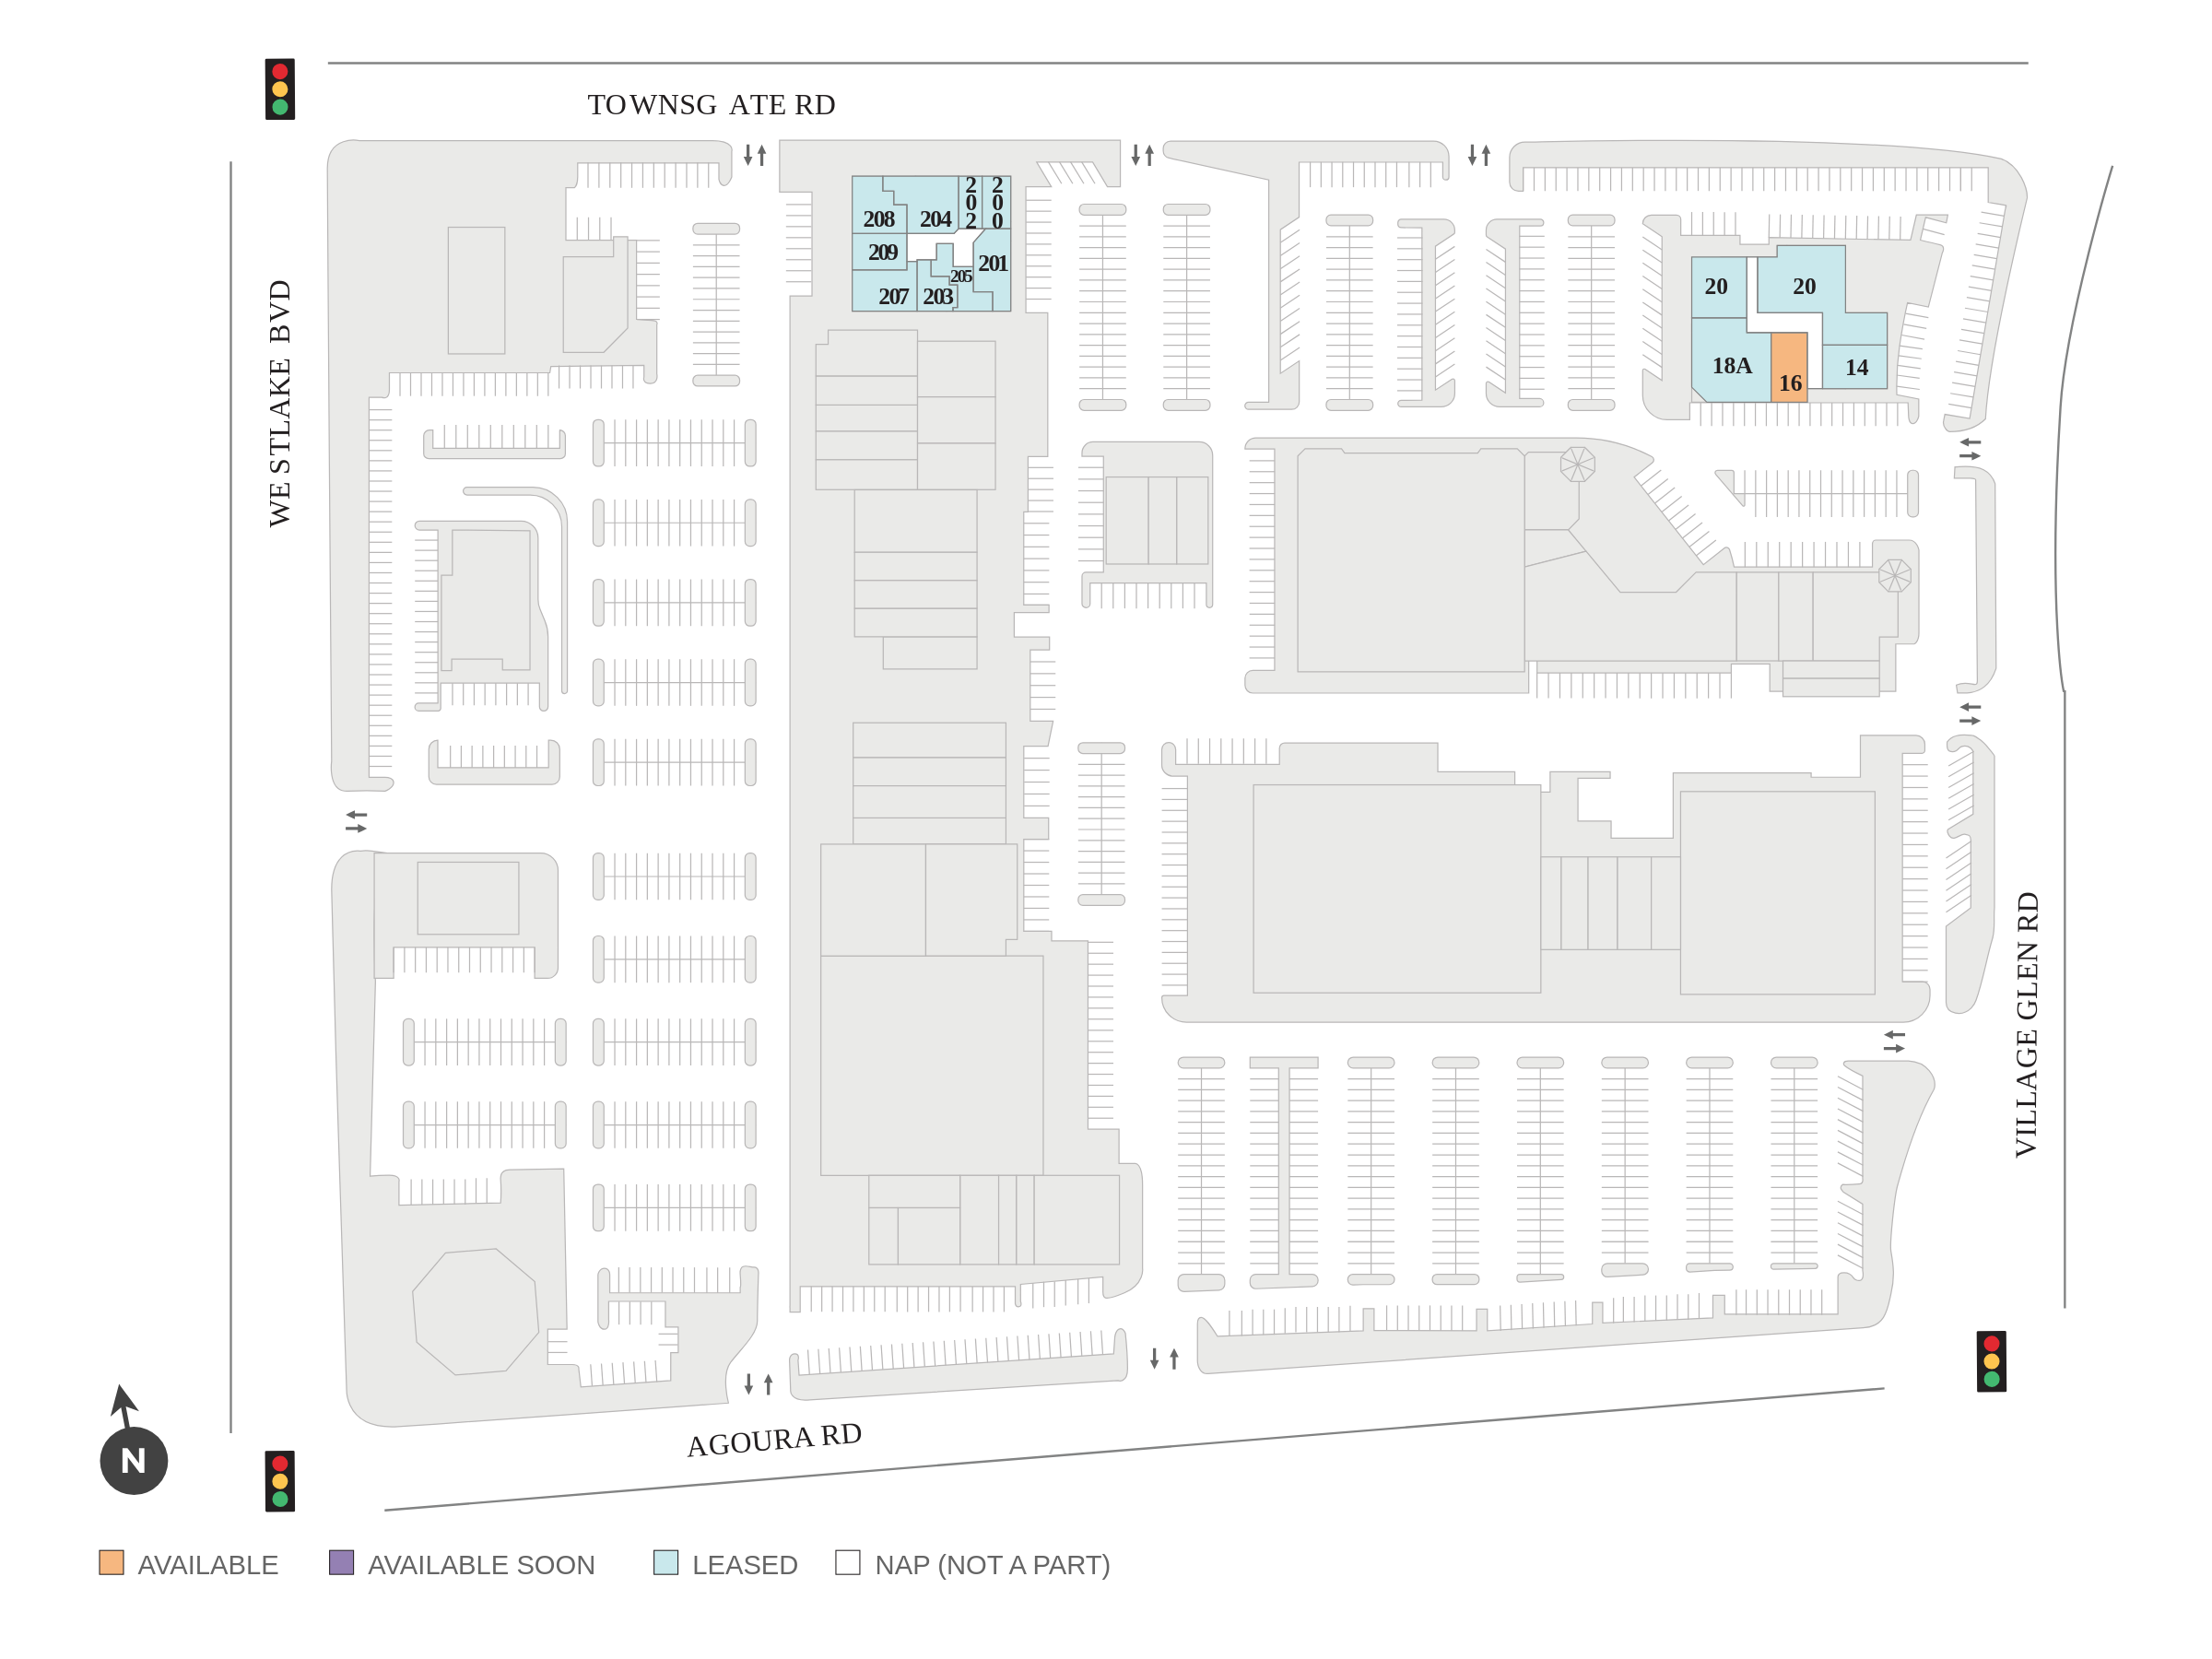 TOWNSG ATE RD
WE STLAKE BVD
208
204
202
200
209
205
201
207
203
20
20
18A
16
14
VILLAGE GLEN RD
AGOURA RD
N
AVAILABLE
AVAILABLE SOON
LEASED
NAP (NOT A PART)